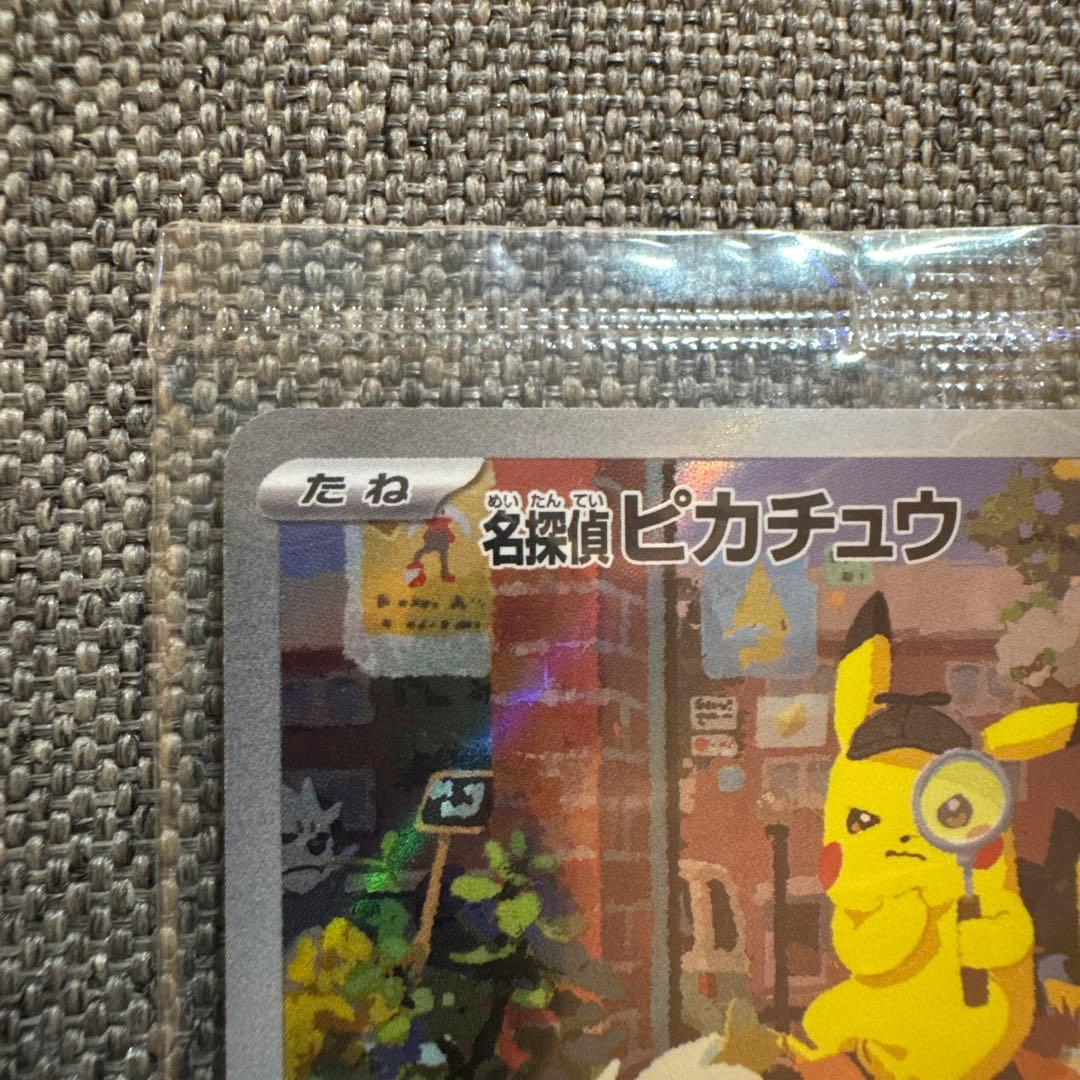 たね
めいたんてい
名探偵ピカチュウ